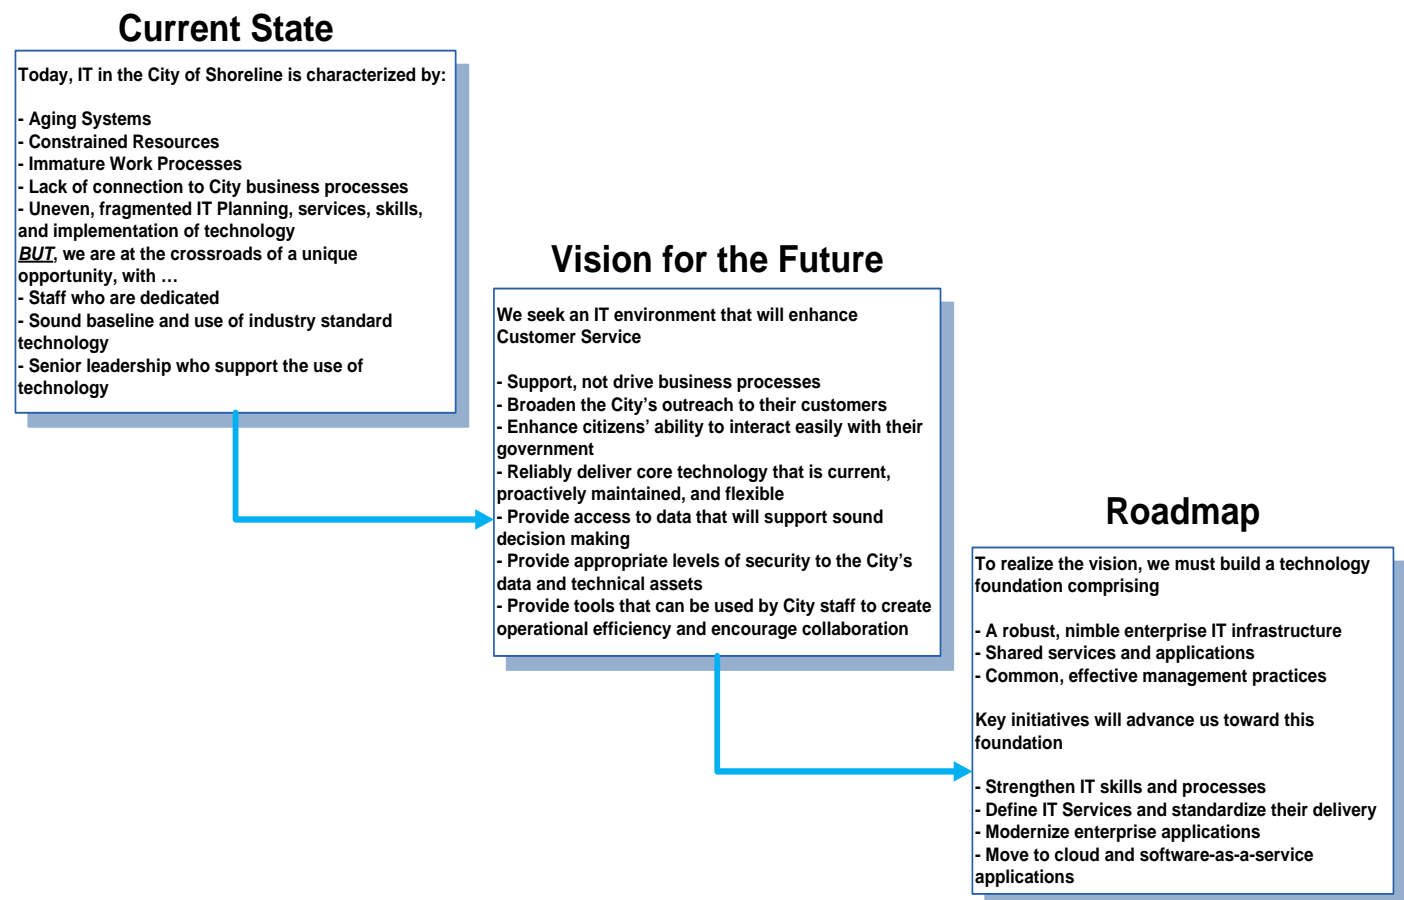 Current State
Today, IT in the City of Shoreline is characterized by:
- Aging Systems
- Constrained Resources
- Immature Work Processes
- Lack of connection to City business processes
- Uneven, fragmented IT Planning, services, skills,
and implementation of technology
BUT, we are at the crossroads of a unique
opportunity, with …
- Staff who are dedicated
- Sound baseline and use of industry standard
technology
- Senior leadership who support the use of
technology
Vision for the Future
We seek an IT environment that will enhance
Customer Service
- Support, not drive business processes
- Broaden the City’s outreach to their customers
- Enhance citizens’ ability to interact easily with their
government
- Reliably deliver core technology that is current,
proactively maintained, and flexible
- Provide access to data that will support sound
decision making
- Provide appropriate levels of security to the City’s
data and technical assets
- Provide tools that can be used by City staff to create
operational efficiency and encourage collaboration
Roadmap
To realize the vision, we must build a technology
foundation comprising
- A robust, nimble enterprise IT infrastructure
- Shared services and applications
- Common, effective management practices
Key initiatives will advance us toward this
foundation
- Strengthen IT skills and processes
- Define IT Services and standardize their delivery
- Modernize enterprise applications
- Move to cloud and software-as-a-service
applications